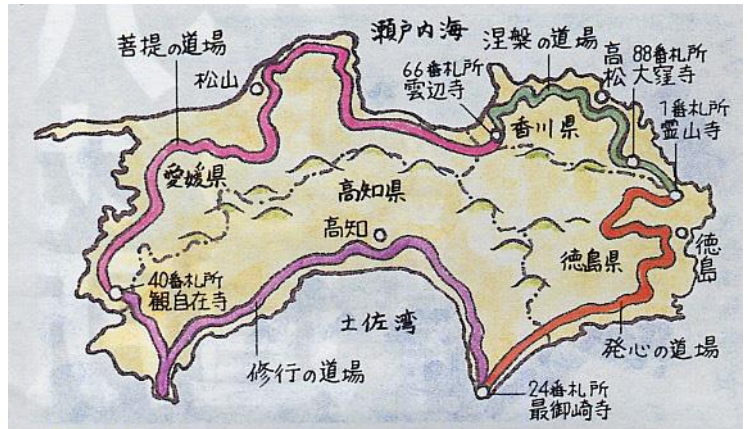 瀬戸内海
菩提の道場
松山
涅槃の道場
66番札所
雲辺寺
高松
88番札所
大窪寺
1番札所
霊山寺
香川県
愛媛県
高知県
高知
徳島県
徳島
40番札所
観自在寺
土佐湾
修行の道場
発心の道場
24番札所
最御崎寺